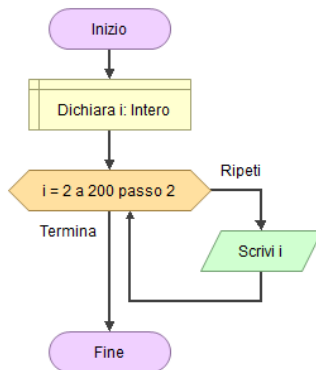 Inizio
Dichiara i: Intero
i = 2 a 200 passo 2
Ripeti
Termina
Scrivi i
Fine